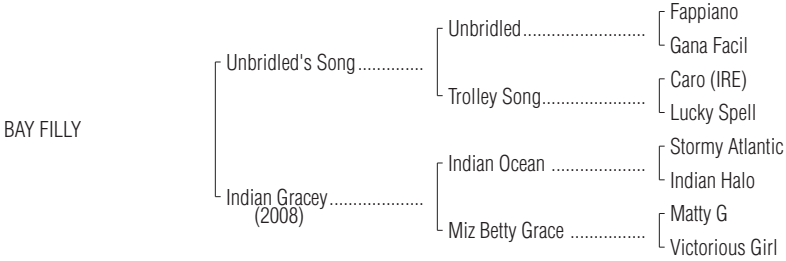 Fappiano
Unbridled..........................
Gana Facil
Unbridled's Song..............
Caro (IRE)
Trolley Song......................
Lucky Spell
BAY FILLY
Stormy Atlantic
Indian Ocean ....................
Indian Halo
Indian Gracey....................
(2008)
Matty G
Miz Betty Grace ................
Victorious Girl